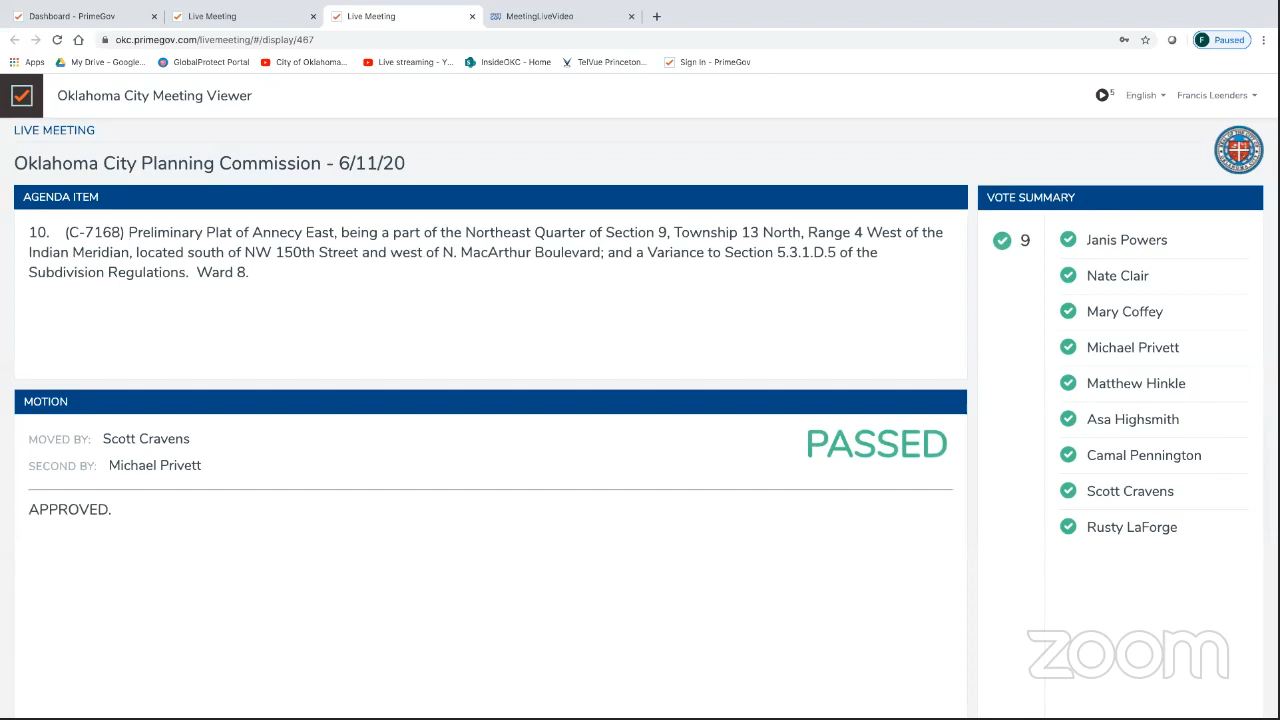 Dashboard - PrimeGov
Live Meeting
Live Meeting
MeetingLiveVideo
okc.primegov.com/livemeeting/#/display/467
F Paused
Apps
My Drive - Google...
GlobalProtect Portal
City of Oklahoma...
Live streaming - Y...
InsideOKC - Home
TelVue Princeton...
Sign In - PrimeGov
Oklahoma City Meeting Viewer
5
English
Francis Leenders
LIVE MEETING
Oklahoma City Planning Commission - 6/11/20
AGENDA ITEM
10. (C-7168) Preliminary Plat of Annecy East, being a part of the Northeast Quarter of Section 9, Township 13 North, Range 4 West of the
Indian Meridian, located south of NW 150th Street and west of N. MacArthur Boulevard; and a Variance to Section 5.3.1.D.5 of the
Subdivision Regulations. Ward 8.
MOTION
MOVED BY: Scott Cravens
SECOND BY: Michael Privett
PASSED
APPROVED.
VOTE SUMMARY
9
Janis Powers
Nate Clair
Mary Coffey
Michael Privett
Matthew Hinkle
Asa Highsmith
Camal Pennington
Scott Cravens
Rusty LaForge
zoom